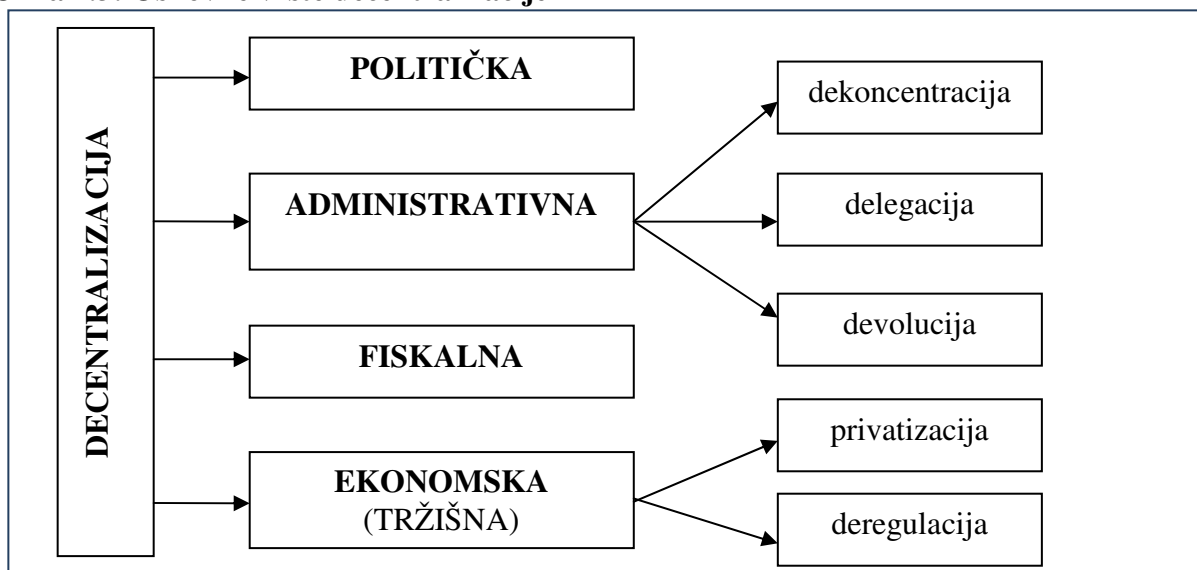 DECENTRALIZACIJA
POLITIČKA
ADMINISTRATIVNA
dekoncentracija
delegacija
devolucija
FISKALNA
EKONOMSKA
(TRŽIŠNA)
privatizacija
deregulacija